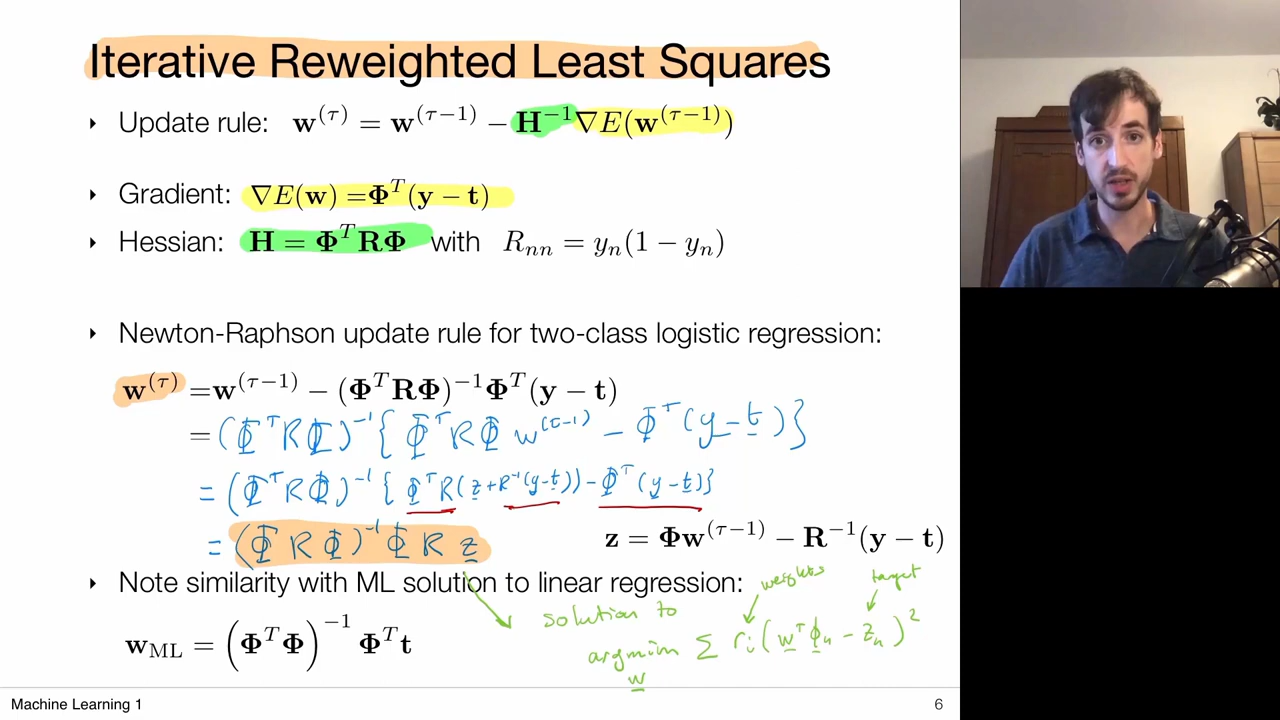 Iterative Reweighted Least Squares
‣ Update rule: w^(τ) = w^(τ−1) − H^−1 ∇E(w^(τ−1))
‣ Gradient: ∇E(w) = Φ^T(y − t)
‣ Hessian: H = Φ^T RΦ with R_nn = y_n(1 − y_n)
‣ Newton-Raphson update rule for two-class logistic regression:
w^(τ) = w^(τ−1) − (Φ^T RΦ)^−1 Φ^T(y − t)
= (Φ^T R Φ)^−1 { Φ^T R Φ w^(τ−1) − Φ^T (y − t) }
= (Φ^T R Φ)^−1 { Φ^T R (z + R^−1(y − t)) − Φ^T (y − t) }
= (Φ^T R Φ)^−1 Φ R z
z = Φw^(τ−1) − R^−1(y − t)
‣ Note similarity with ML solution to linear regression:
weights
target
solution to
argmin Σ r_i (w^T φ_n − z_n)^2
w
w_ML = (Φ^T Φ)^−1 Φ^T t
Machine Learning 1
6